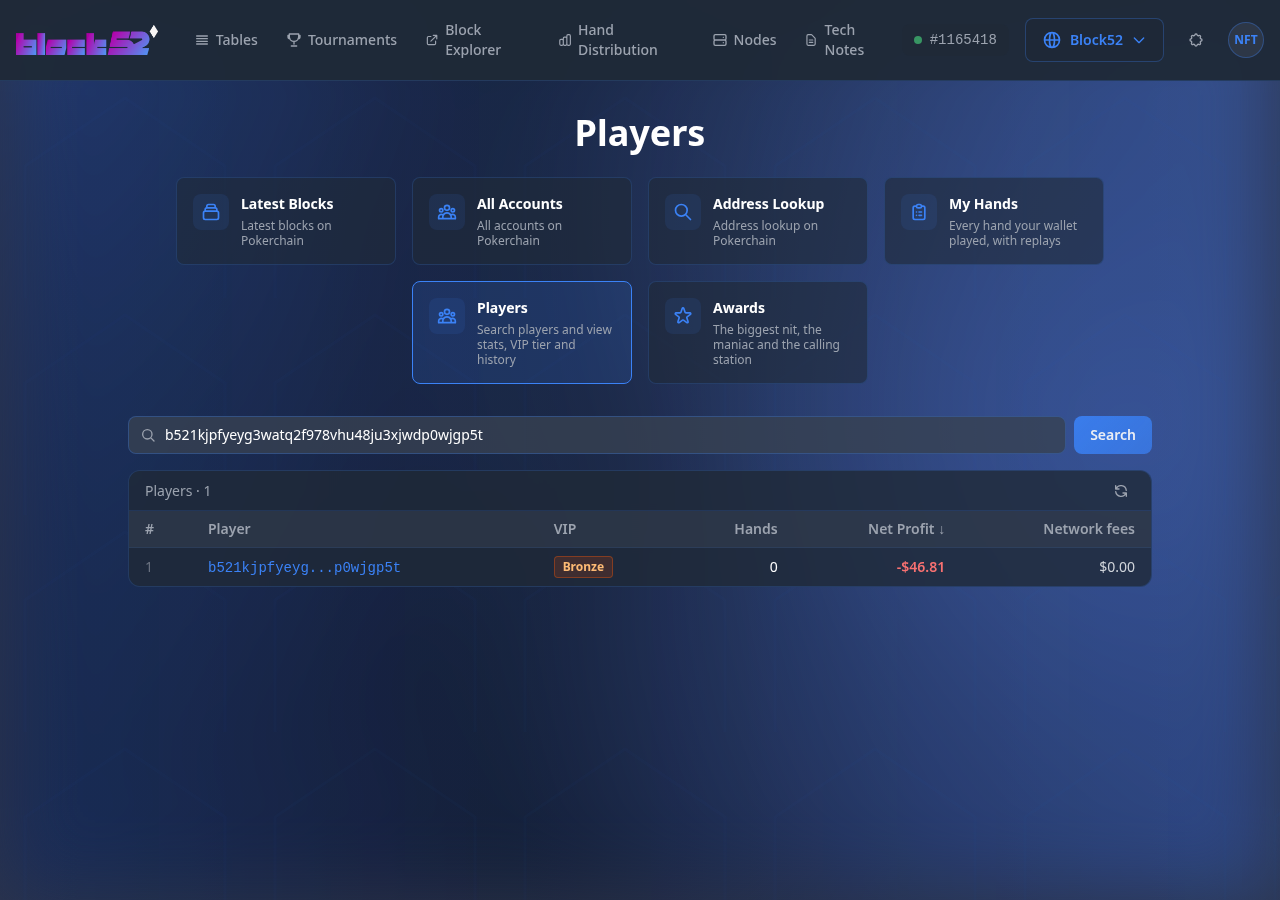 block52
Tables
Tournaments
Block
Explorer
Hand
Distribution
Nodes
Tech
Notes
#1165418
Block52
NFT
Players
Latest Blocks
Latest blocks on
Pokerchain
All Accounts
All accounts on
Pokerchain
Address Lookup
Address lookup on
Pokerchain
My Hands
Every hand your wallet
played, with replays
Players
Search players and view
stats, VIP tier and
history
Awards
The biggest nit, the
maniac and the calling
station
b521kjpfyeyg3watq2f978vhu48ju3xjwdp0wjgp5t
Search
Players · 1
# Player VIP Hands Net Profit ↓ Network fees
1 b521kjpfyeyg...p0wjgp5t Bronze 0 -$46.81 $0.00